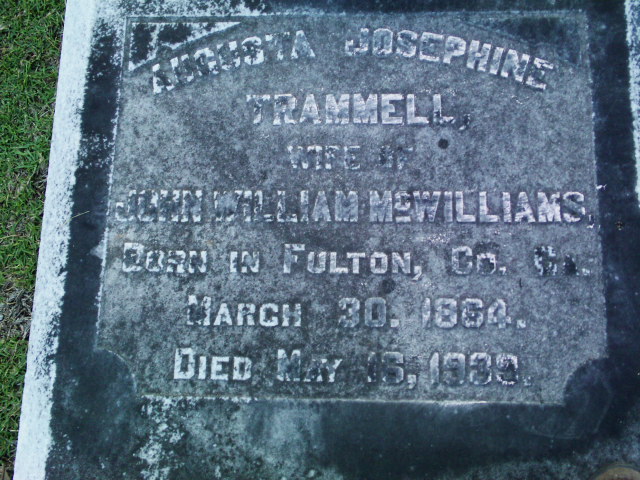 Augusta Josephine
Trammell,
Wife of
John William McWilliams,
Born in Fulton, Co. Ga.
March 30. 1864.
Died May 16, 1939.